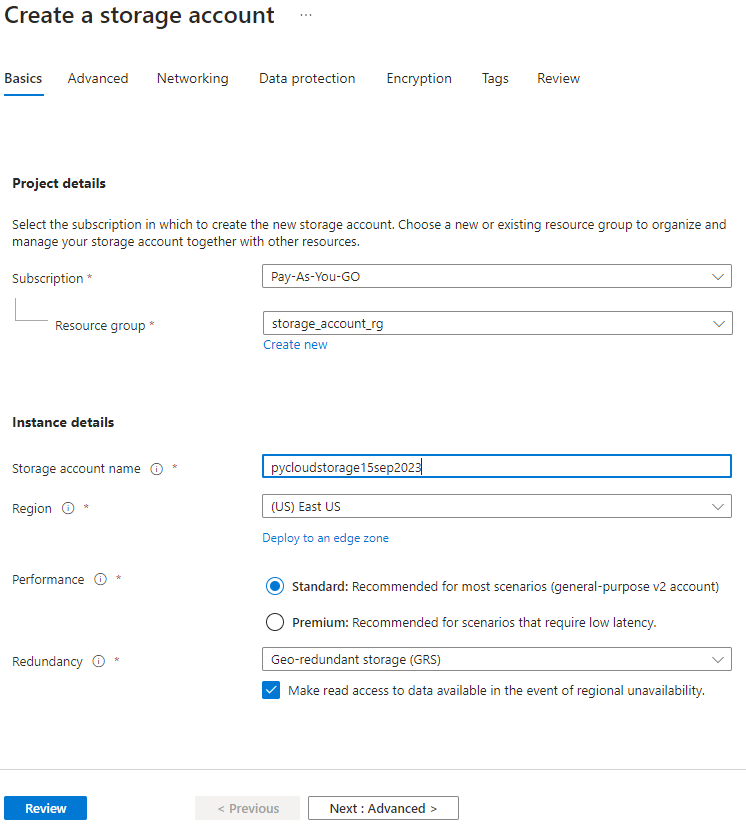 Create a storage account ...
Basics Advanced Networking Data protection Encryption Tags Review
Project details
Select the subscription in which to create the new storage account. Choose a new or existing resource group to organize and
manage your storage account together with other resources.
Subscription * Pay-As-You-GO
Resource group * storage_account_rg
Create new
Instance details
Storage account name * pycloudstorage15sep2023
Region * (US) East US
Deploy to an edge zone
Performance * Standard: Recommended for most scenarios (general-purpose v2 account)
Premium: Recommended for scenarios that require low latency.
Redundancy * Geo-redundant storage (GRS)
Make read access to data available in the event of regional unavailability.
Review < Previous Next : Advanced >